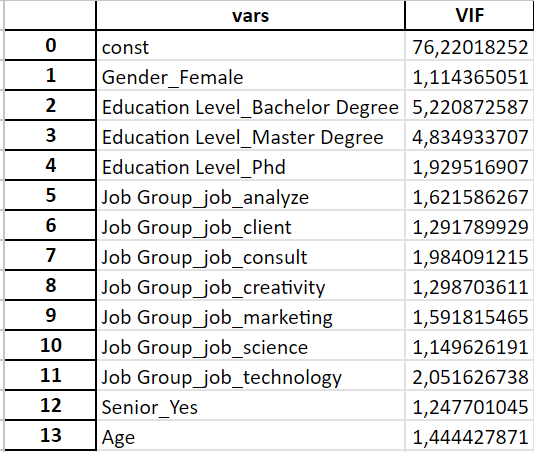 vars VIF
0 const 76,22018252
1 Gender_Female 1,114365051
2 Education Level_Bachelor Degree 5,220872587
3 Education Level_Master Degree 4,834933707
4 Education Level_Phd 1,929516907
5 Job Group_job_analyze 1,621586267
6 Job Group_job_client 1,291789929
7 Job Group_job_consult 1,984091215
8 Job Group_job_creativity 1,298703611
9 Job Group_job_marketing 1,591815465
10 Job Group_job_science 1,149626191
11 Job Group_job_technology 2,051626738
12 Senior_Yes 1,247701045
13 Age 1,444427871